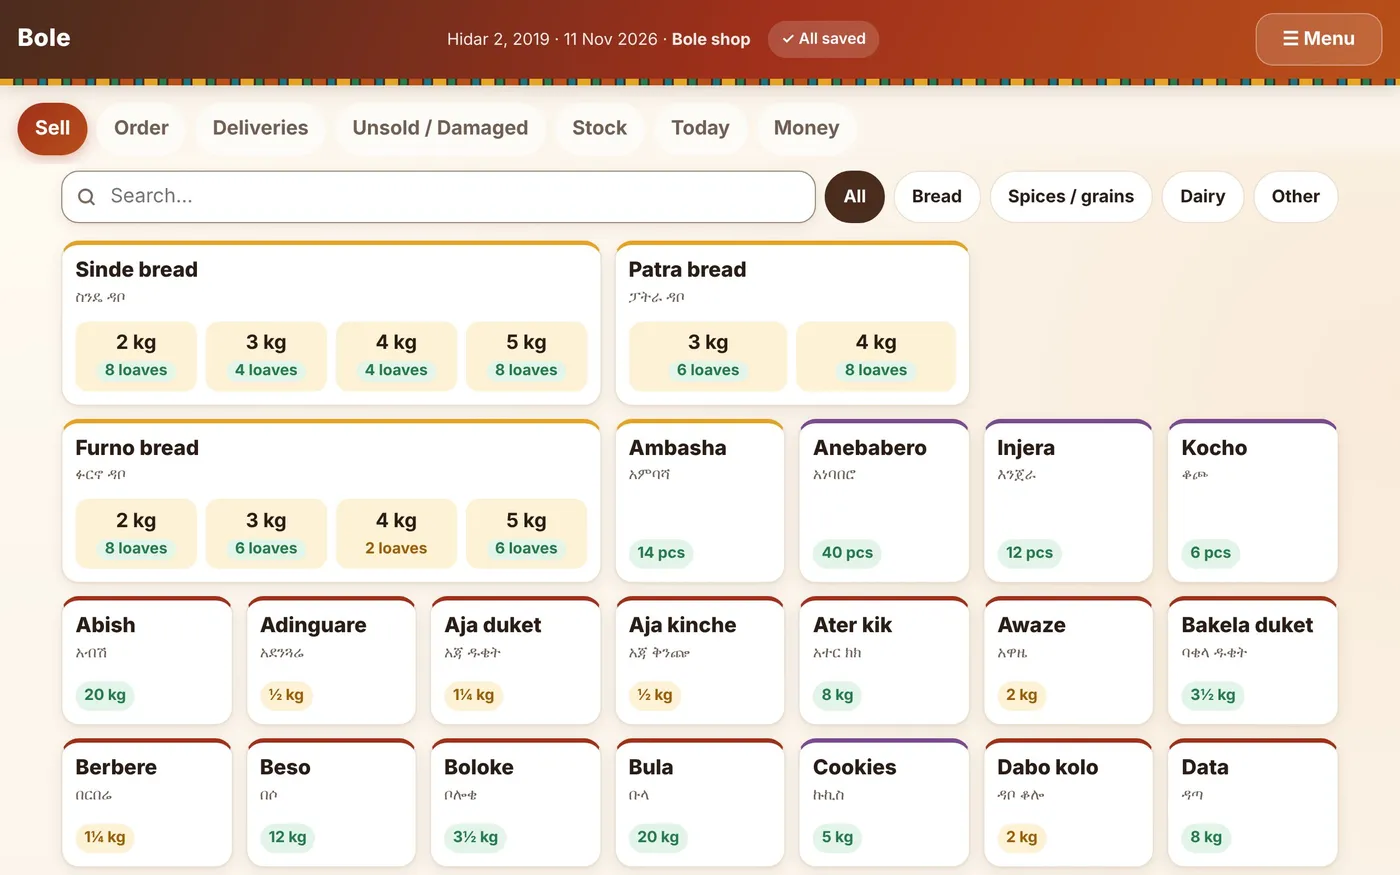 Bole
Hidar 2, 2019 · 11 Nov 2026 · Bole shop
✓ All saved
☰ Menu
Sell
Order
Deliveries
Unsold / Damaged
Stock
Today
Money
Search...
All
Bread
Spices / grains
Dairy
Other
Sinde bread
ስንዴ ዳቦ
2 kg
8 loaves
3 kg
4 loaves
4 kg
4 loaves
5 kg
8 loaves
Patra bread
ፓትራ ዳቦ
3 kg
6 loaves
4 kg
8 loaves
Furno bread
ፉርኖ ዳቦ
2 kg
8 loaves
3 kg
6 loaves
4 kg
2 loaves
5 kg
6 loaves
Ambasha
አምባሻ
14 pcs
Anebabero
አነባበሮ
40 pcs
Injera
እንጀራ
12 pcs
Kocho
ቆጮ
6 pcs
Abish
አብሽ
20 kg
Adinguare
አደንጓሬ
½ kg
Aja duket
አጃ ዱቄት
1¼ kg
Aja kinche
አጃ ቅንጬ
½ kg
Ater kik
አተር ክክ
8 kg
Awaze
አዋዜ
2 kg
Bakela duket
ባቄላ ዱቄት
3½ kg
Berbere
በርበሬ
1¼ kg
Beso
በሶ
12 kg
Boloke
ቦሎቄ
3½ kg
Bula
ቡላ
20 kg
Cookies
ኩኪስ
5 kg
Dabo kolo
ዳቦ ቆሎ
2 kg
Data
ዳጣ
8 kg